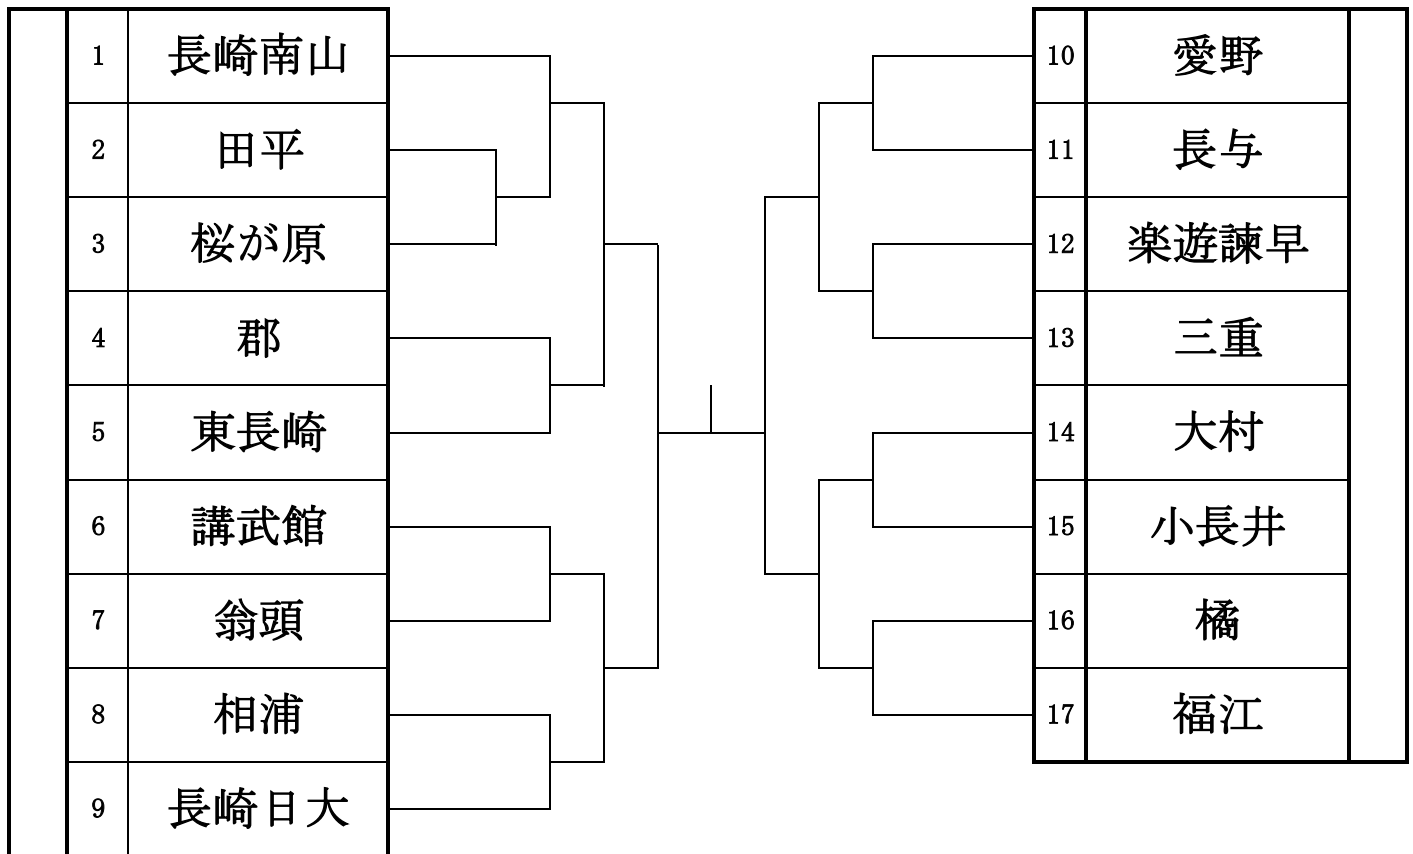 1 長崎南山
2 田平
3 桜が原
4 郡
5 東長崎
6 講武館
7 翁頭
8 相浦
9 長崎日大
10 愛野
11 長与
12 楽遊諫早
13 三重
14 大村
15 小長井
16 橘
17 福江